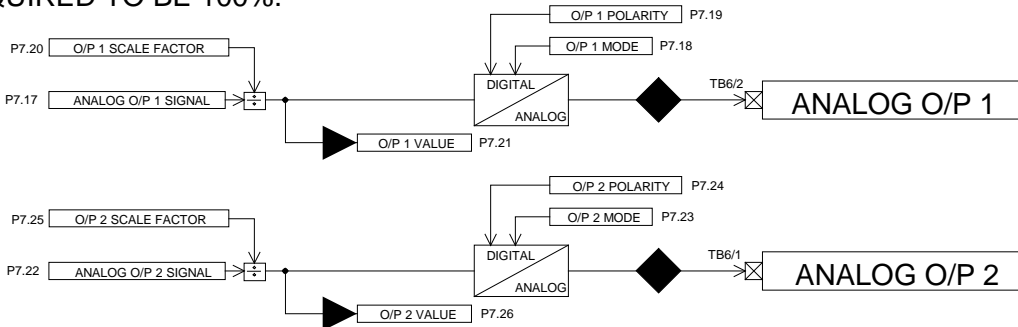 QUIRED TO BE 100%.
O/P 1 POLARITY P7.19
P7.20 O/P 1 SCALE FACTOR
O/P 1 MODE P7.18
P7.17 ANALOG O/P 1 SIGNAL ÷ DIGITAL TB6/2 ANALOG O/P 1
ANALOG
O/P 1 VALUE P7.21
O/P 2 POLARITY P7.24
P7.25 O/P 2 SCALE FACTOR
O/P 2 MODE P7.23
P7.22 ANALOG O/P 2 SIGNAL ÷ DIGITAL TB6/1 ANALOG O/P 2
ANALOG
O/P 2 VALUE P7.26